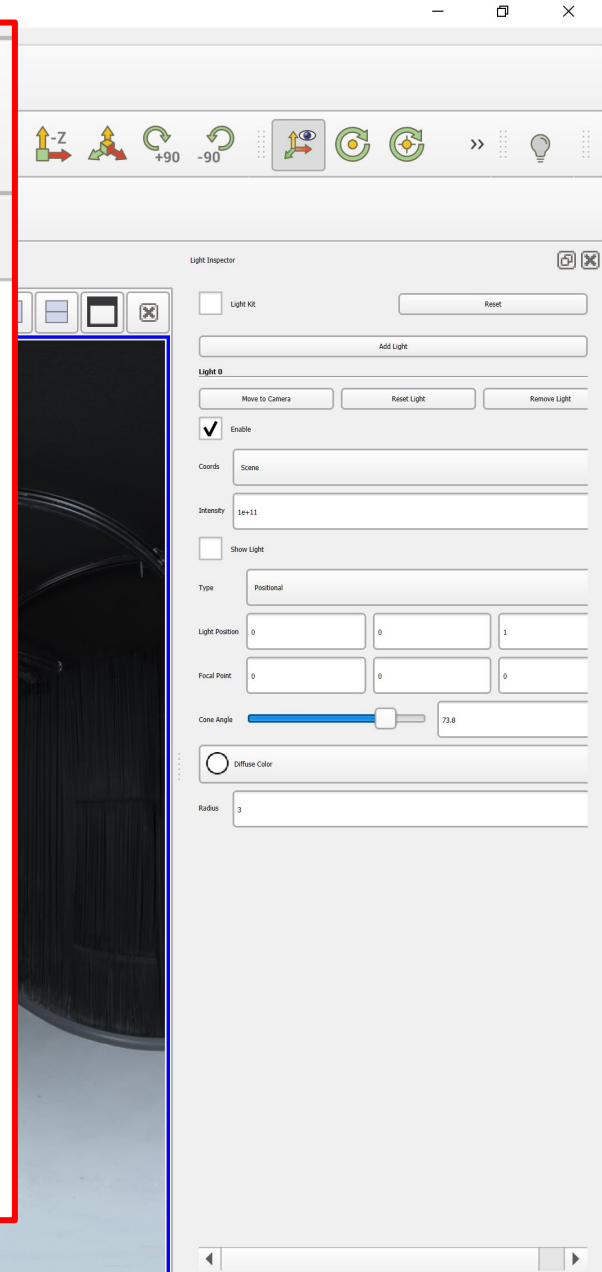 -Z
+90
-90
Light Inspector
Light Kit
Reset
Add Light
Light 0
Move to Camera
Reset Light
Remove Light
Enable
Coords
Scene
Intensity
1e+11
Show Light
Type
Positional
Light Position
0
0
1
Focal Point
0
0
0
Cone Angle
73.8
Diffuse Color
Radius
3